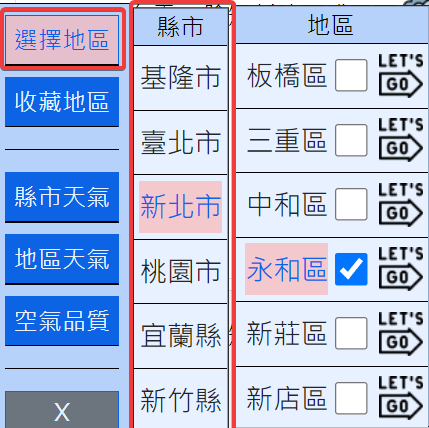 選擇地區
收藏地區
縣市天氣
地區天氣
空氣品質
X
縣市
基隆市
臺北市
新北市
桃園市
宜蘭縣
新竹縣
地區
板橋區 LET'S GO
三重區 LET'S GO
中和區 LET'S GO
永和區 LET'S GO
新莊區 LET'S GO
新店區 LET'S GO